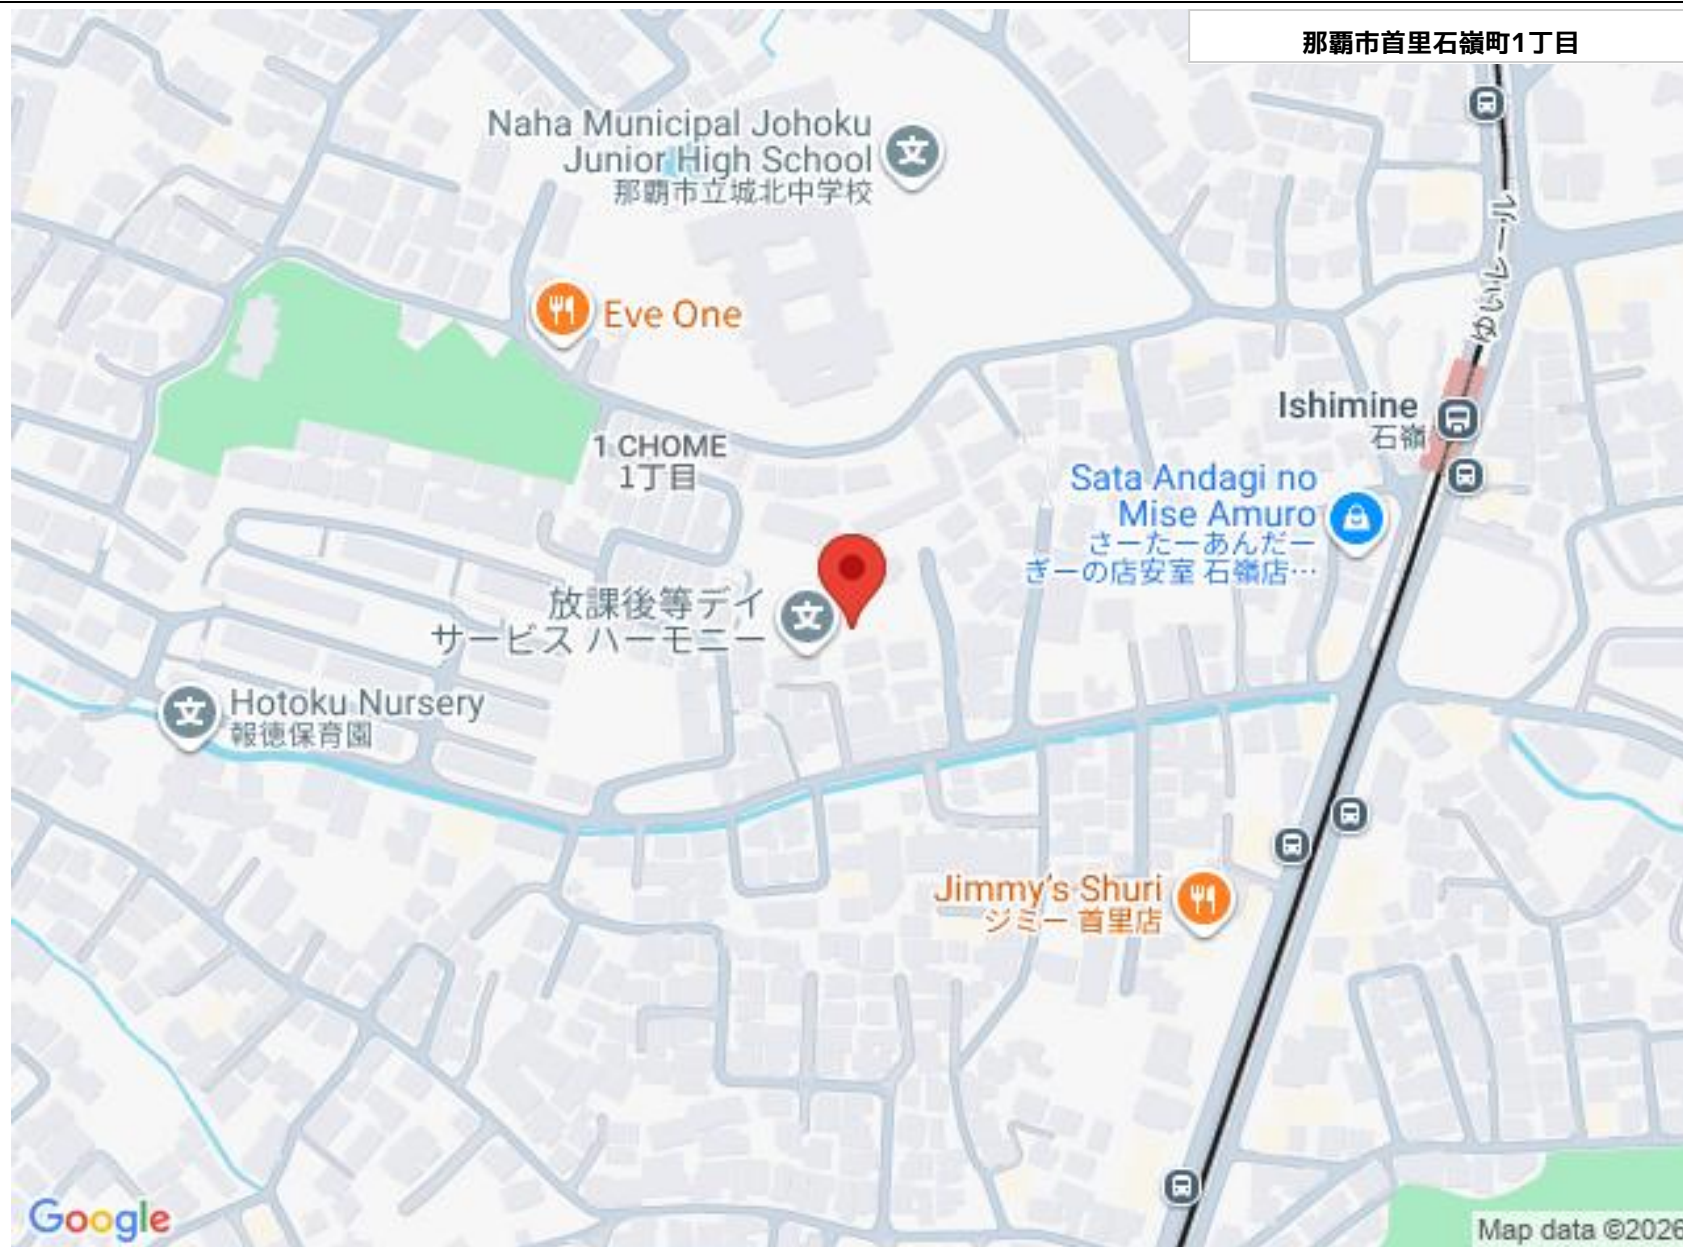 那覇市首里石嶺町1丁目
Naha Municipal Johoku
Junior High School
那覇市立城北中学校
ゆいレール
Eve One
Ishimine
石嶺
1 CHOME
1丁目
Sata Andagi no
Mise Amuro
さーたーあんだー
ぎーの店安室 石嶺店…
放課後等デイ
サービス ハーモニー
Hotoku Nursery
報徳保育園
Jimmy's Shuri
ジミー 首里店
Google
Map data ©2026